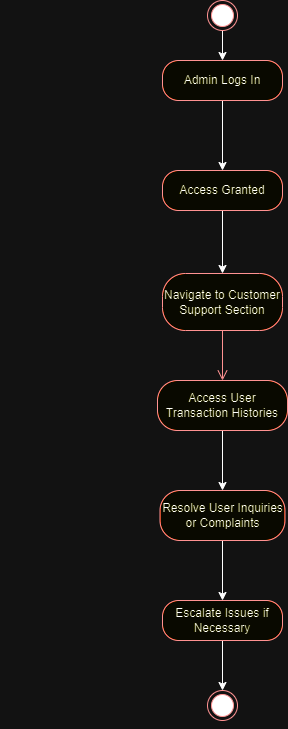 Admin Logs In
Access Granted
Navigate to Customer
Support Section
Access User
Transaction Histories
Resolve User Inquiries
or Complaints
Escalate Issues if
Necessary